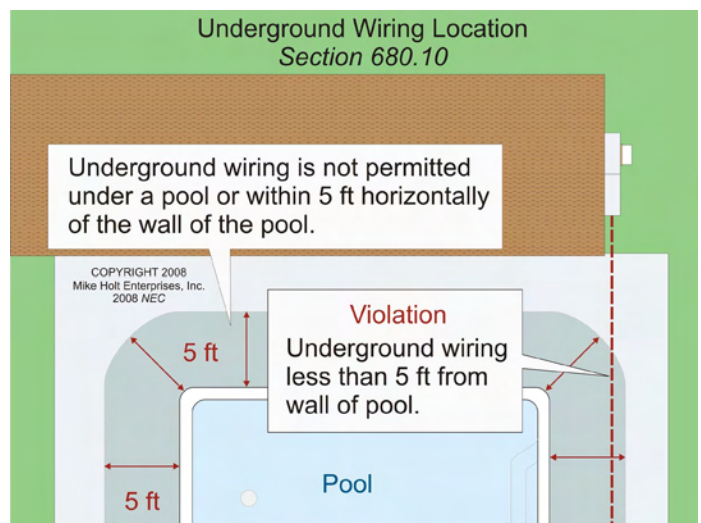 Underground Wiring Location
Section 680.10
Underground wiring is not permitted
under a pool or within 5 ft horizontally
of the wall of the pool.
COPYRIGHT 2008
Mike Holt Enterprises, Inc.
2008 NEC
5 ft
Violation
Underground wiring
less than 5 ft from
wall of pool.
Pool
5 ft